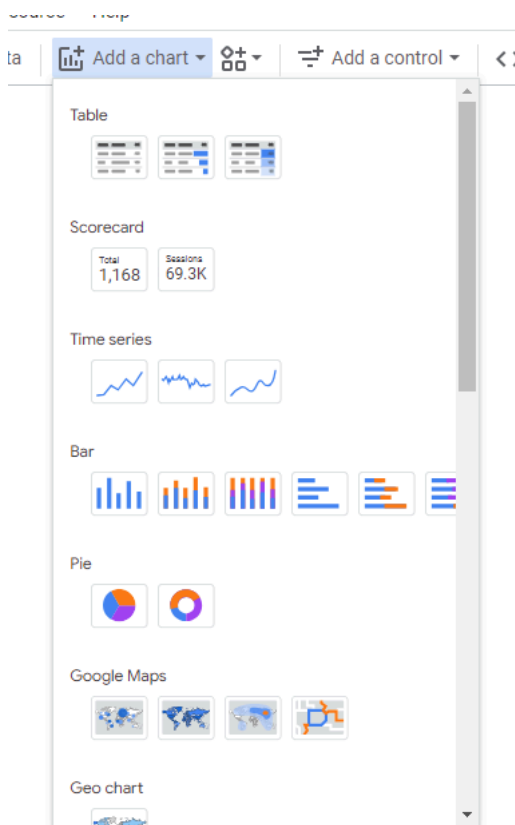 Help
ta Add a chart Add a control
Table
Scorecard
Total
1,168
Sessions
69.3K
Time series
Bar
Pie
Google Maps
Geo chart